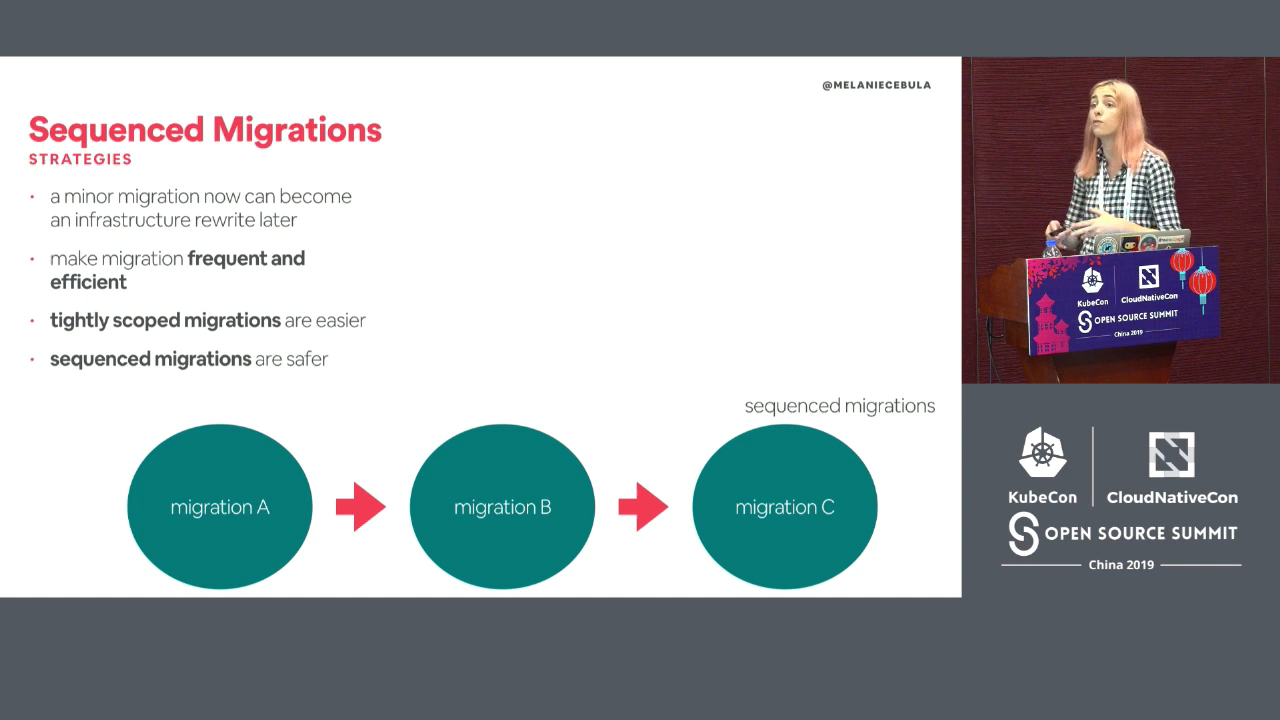 @MELANIECEBULA
Sequenced Migrations
STRATEGIES
• a minor migration now can become
an infrastructure rewrite later
• make migration frequent and
efficient
• tightly scoped migrations are easier
• sequenced migrations are safer
sequenced migrations
migration A
migration B
migration C
KubeCon
CloudNativeCon
OPEN SOURCE SUMMIT
China 2019
KubeCon
CloudNativeCon
OPEN SOURCE SUMMIT
China 2019